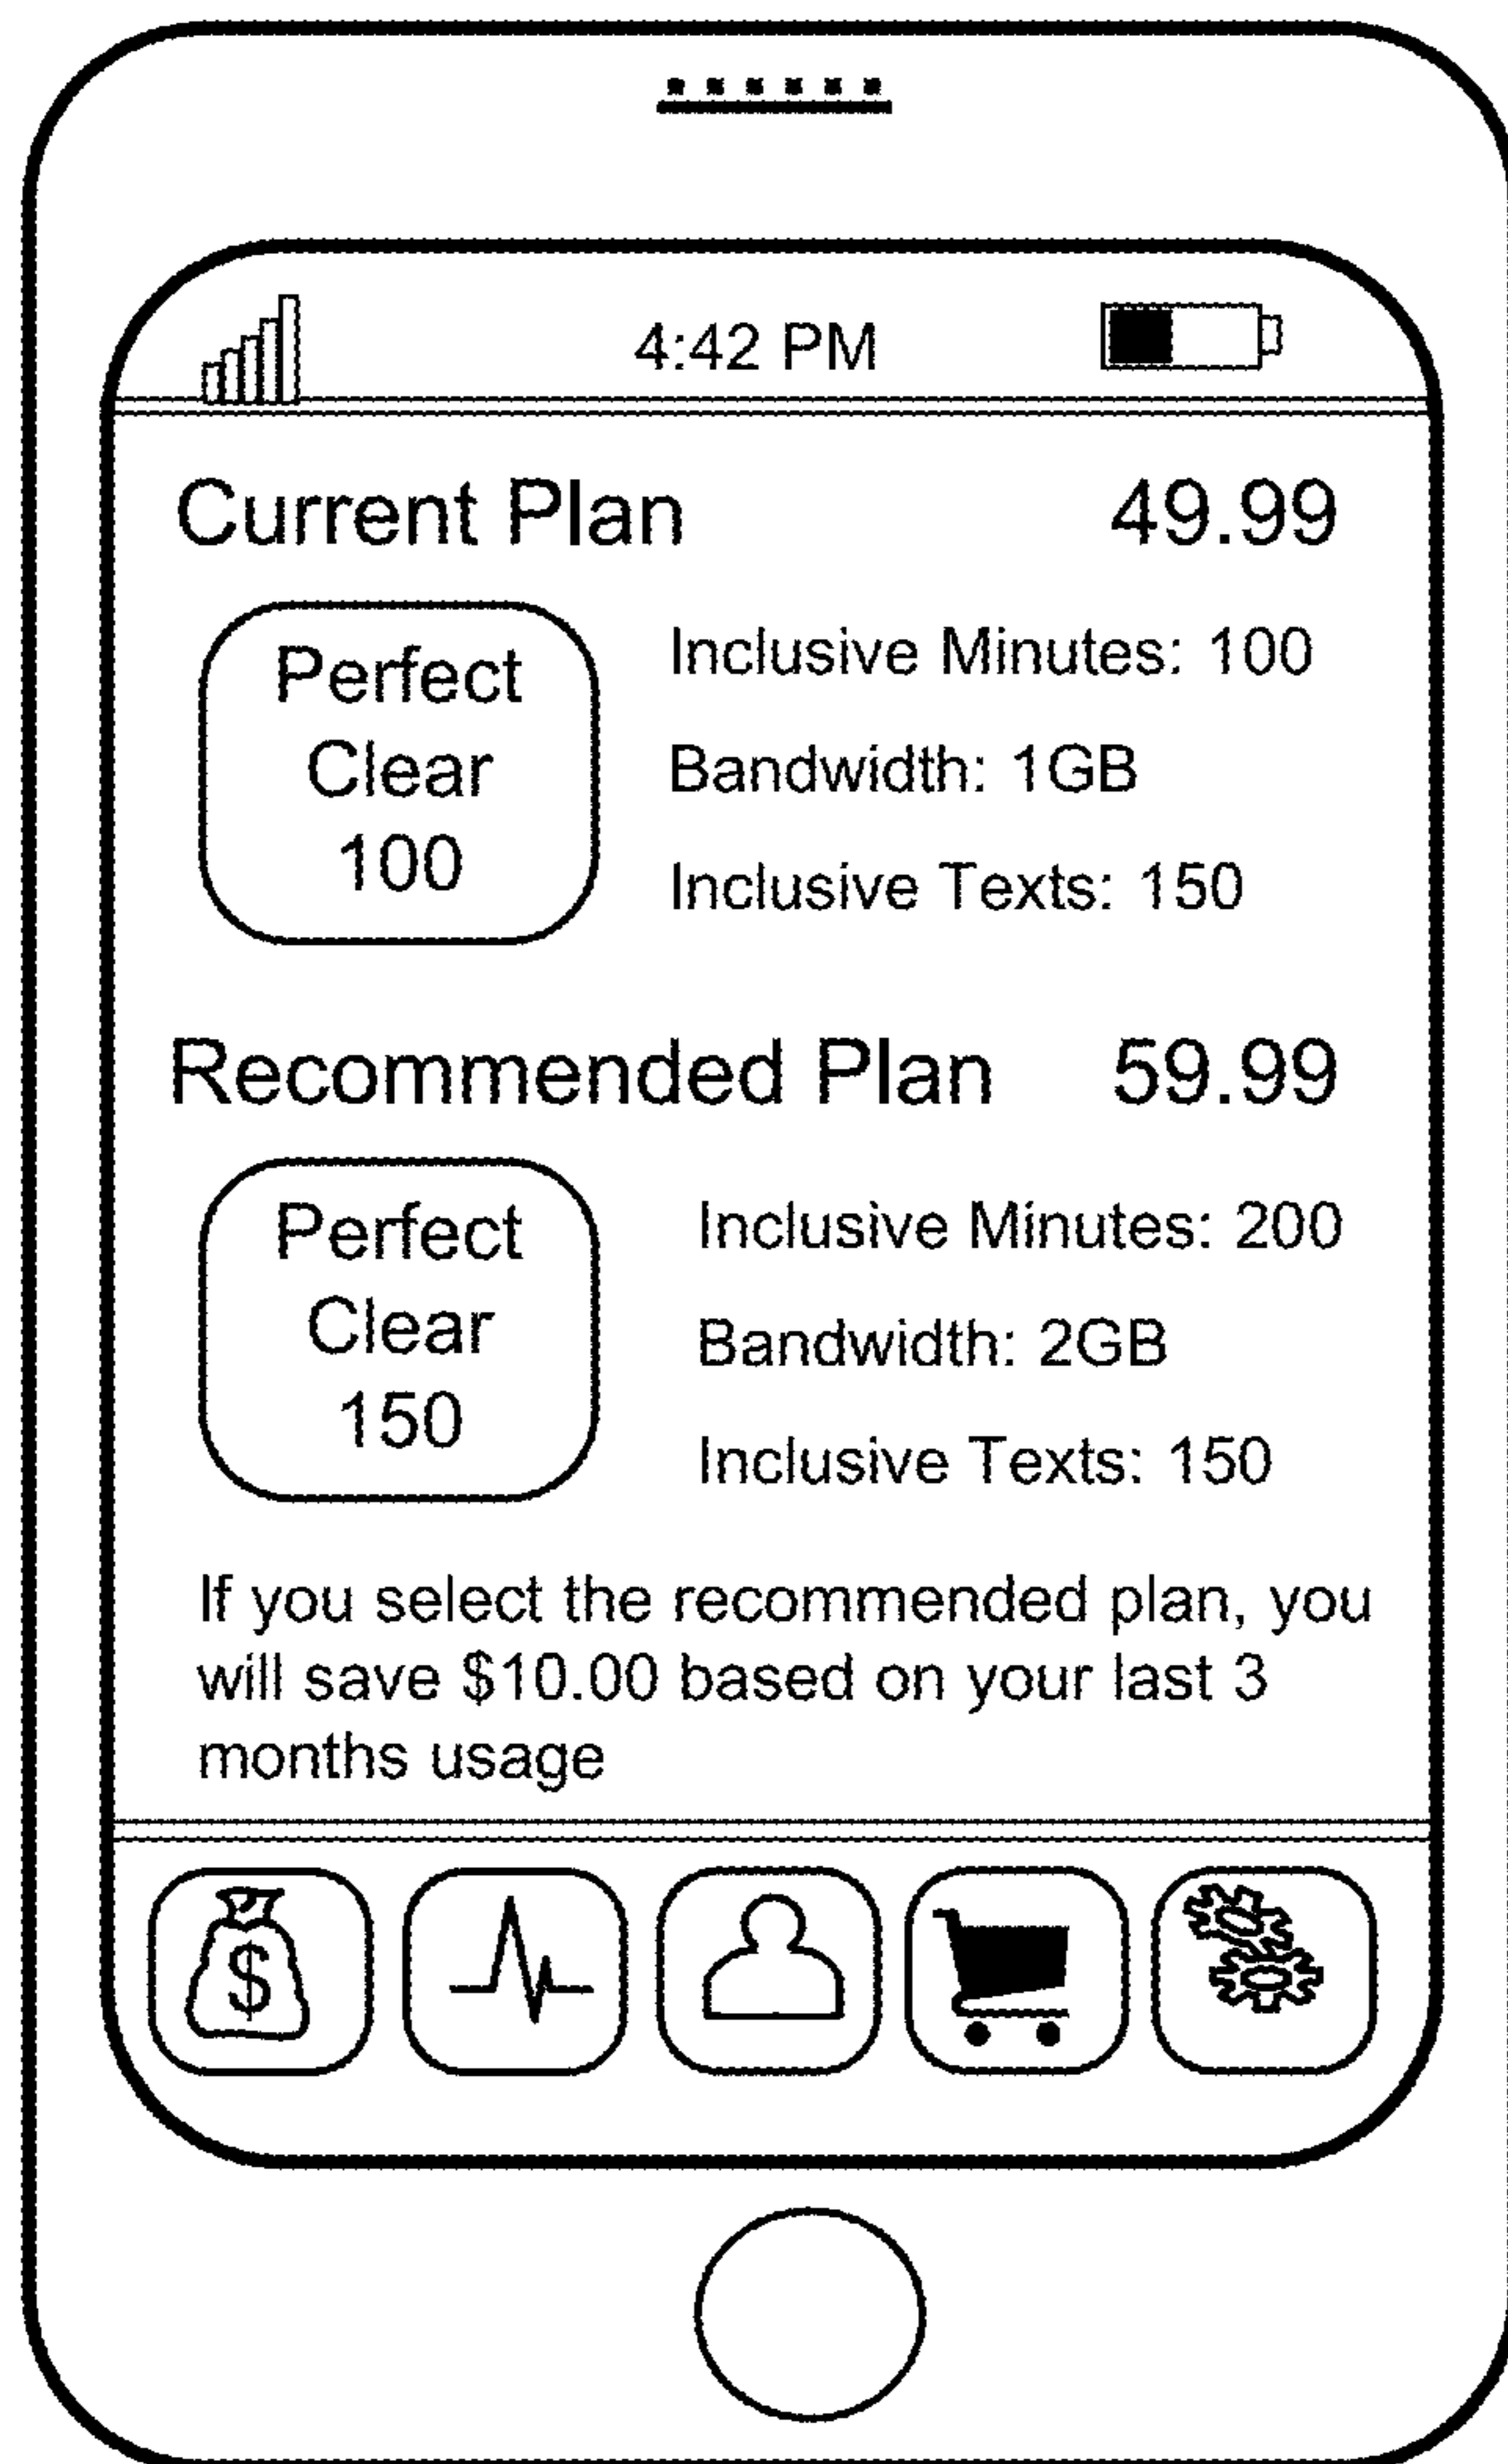 4:42 PM
Current Plan 49.99
Perfect
Clear
100
Inclusive Minutes: 100
Bandwidth: 1GB
Inclusive Texts: 150
Recommended Plan 59.99
Perfect
Clear
150
Inclusive Minutes: 200
Bandwidth: 2GB
Inclusive Texts: 150
If you select the recommended plan, you
will save $10.00 based on your last 3
months usage
$